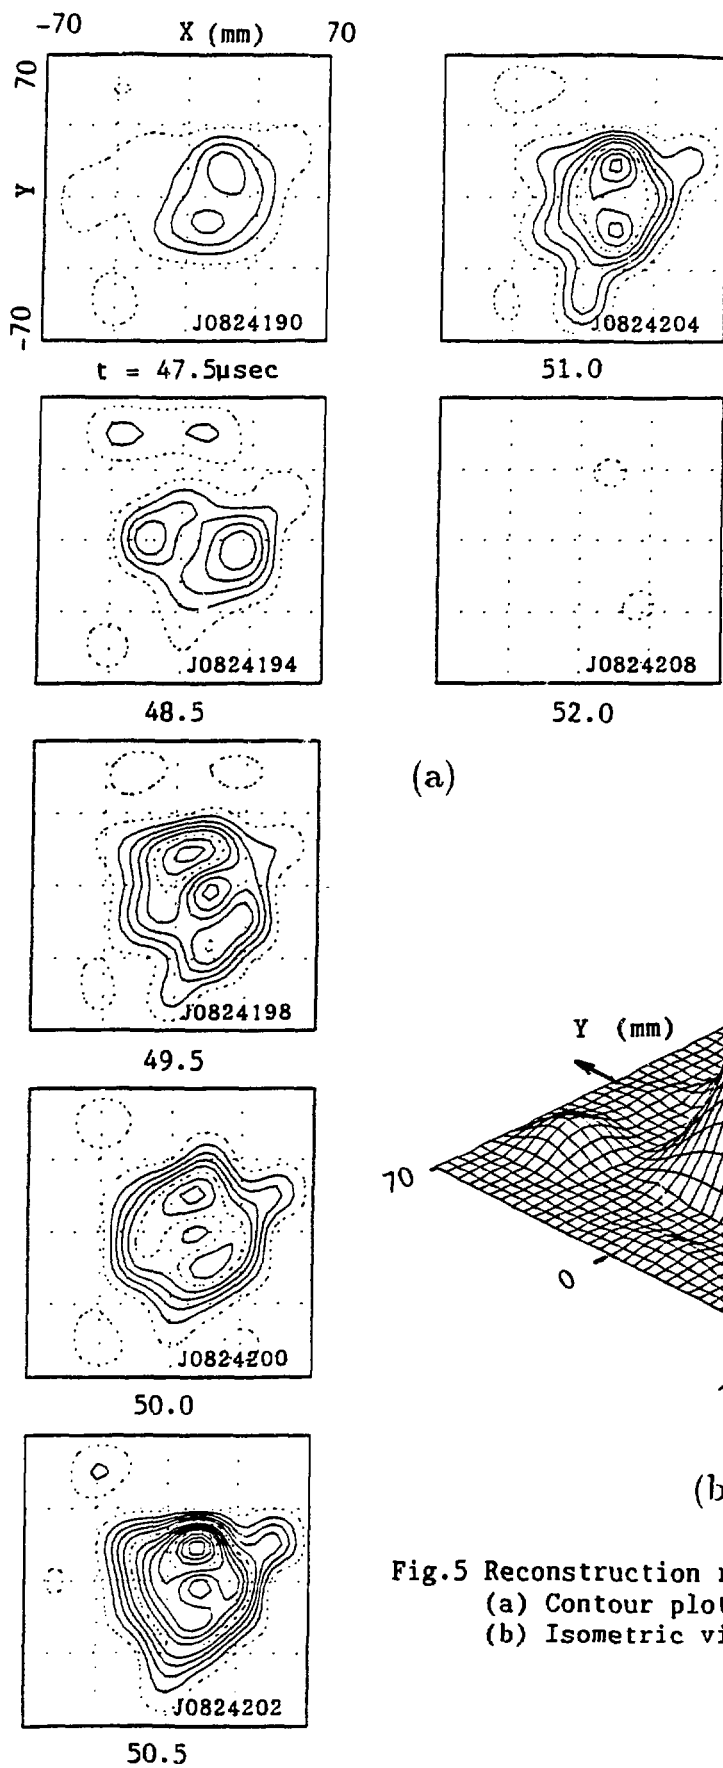 -70 X (mm) 70
70
Y
-70
J0824190
t = 47.5μsec
J0824194
48.5
J0824198
49.5
J0824200
50.0
J0824202
50.5
J0824204
51.0
J0824208
52.0
(a)
Y (mm)
70
0
(b
Fig.5 Reconstruction
(a) Contour plot
(b) Isometric vi